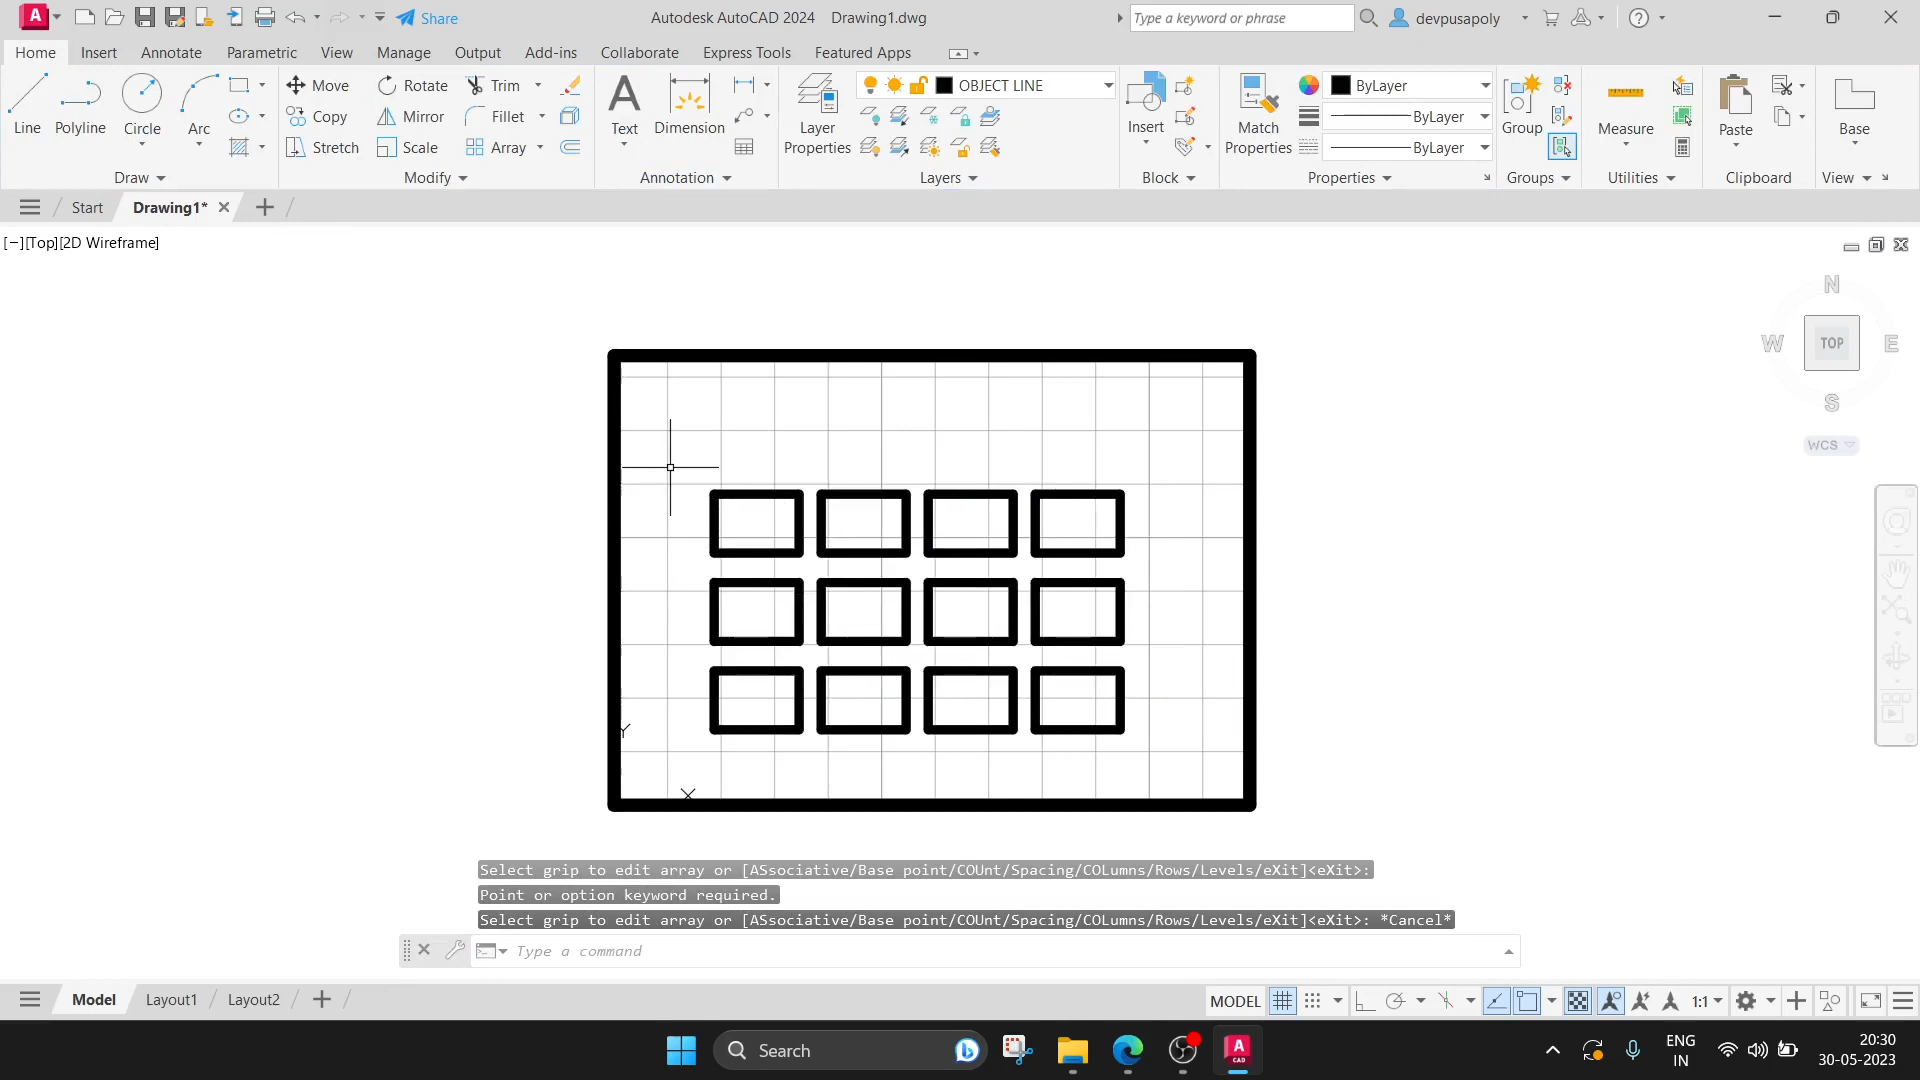 Share
Autodesk AutoCAD 2024 Drawing1.dwg
Type a keyword or phrase
devpusapoly
Home Insert Annotate Parametric View Manage Output Add-ins Collaborate Express Tools Featured Apps
Line
Polyline
Circle
Arc
Draw
Move Rotate Trim
Copy Mirror Fillet
Stretch Scale Array
Modify
Text
Dimension
Annotation
Layer
Properties
OBJECT LINE
Layers
Insert
Block
Match
Properties
ByLayer
ByLayer
ByLayer
Properties
Group
Groups
Measure
Utilities
Paste
Clipboard
Base
View
Start Drawing1*
[−][Top][2D Wireframe]
N
W TOP E
S
WCS
Y
X
Select grip to edit array or [ASsociative/Base point/COUnt/Spacing/COLumns/Rows/Levels/eXit]<eXit>:
Point or option keyword required.
Select grip to edit array or [ASsociative/Base point/COUnt/Spacing/COLumns/Rows/Levels/eXit]<eXit>: *Cancel*
Type a command
Model Layout1 Layout2
MODEL 1:1
Search
A
CAD
ENG
IN
20:30
30-05-2023